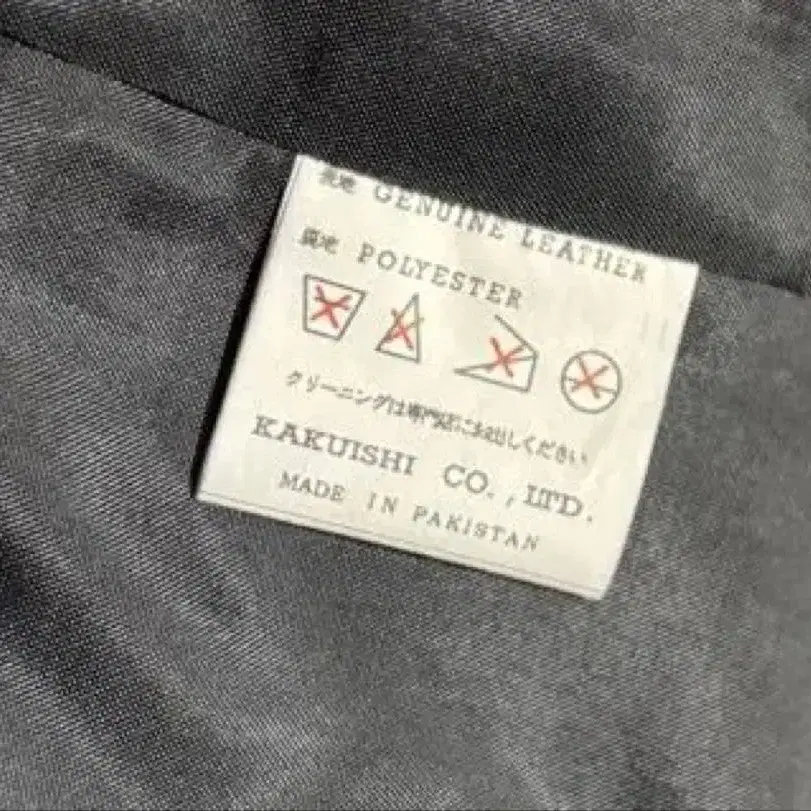 表地 GENUINE LEATHER
裏地 POLYESTER
クリーニングは専門店にお出しください
KAKUISHI CO., LTD.
MADE IN PAKISTAN